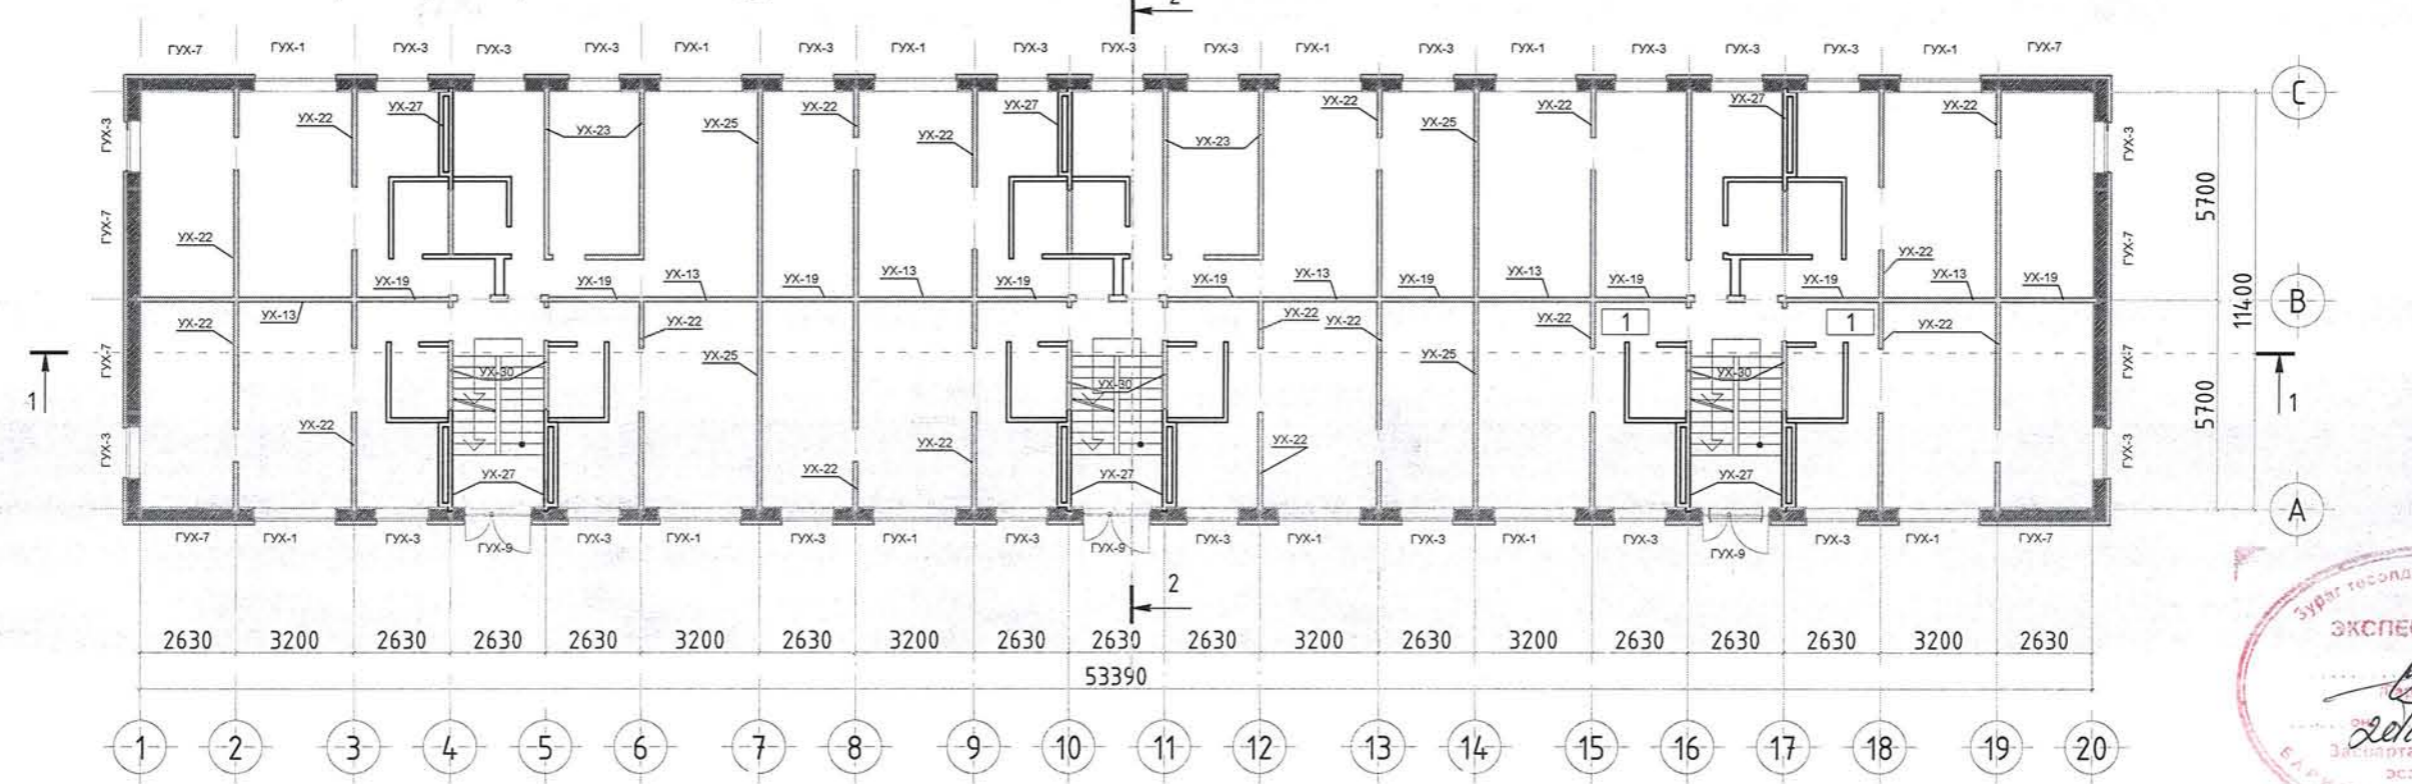 2
ГУХ-7 ГУХ-1 ГУХ-3 ГУХ-3 ГУХ-3 ГУХ-1 ГУХ-3 ГУХ-1 ГУХ-3 ГУХ-3 ГУХ-3 ГУХ-1 ГУХ-3 ГУХ-1 ГУХ-3 ГУХ-3 ГУХ-3 ГУХ-1 ГУХ-7
С
УХ-27 УХ-22 УХ-27 УХ-22 УХ-22 УХ-27 УХ-22
УХ-22 УХ-23 УХ-25 УХ-22 УХ-23 УХ-25
ГУХ-3 ГУХ-3
5700
ГУХ-7 УХ-22 УХ-22 ГУХ-7
УХ-19 УХ-19 УХ-13 УХ-19 УХ-13 УХ-19 УХ-19 УХ-13 УХ-19 УХ-13 УХ-19 УХ-19 УХ-13 УХ-19
11400
В
УХ-22 УХ-13 УХ-22 УХ-22 УХ-22 УХ-22 1 1 УХ-22
ГУХ-7 УХ-25 УХ-25 ГУХ-7
УХ-30 УХ-30 УХ-30
1 1
5700
УХ-22 УХ-22 УХ-22
ГУХ-3 ГУХ-3
УХ-27 УХ-22 УХ-27 УХ-27
А
ГУХ-7 ГУХ-1 ГУХ-3 ГУХ-9 ГУХ-3 ГУХ-1 ГУХ-3 ГУХ-1 ГУХ-3 ГУХ-9 ГУХ-3 ГУХ-1 ГУХ-3 ГУХ-1 ГУХ-3 ГУХ-9 ГУХ-3 ГУХ-1 ГУХ-7
2
2630 3200 2630 2630 2630 3200 2630 3200 2630 2630 2630 3200 2630 3200 2630 2630 2630 3200 2630
53390
1 2 3 4 5 6 7 8 9 10 11 12 13 14 15 16 17 18 19 20